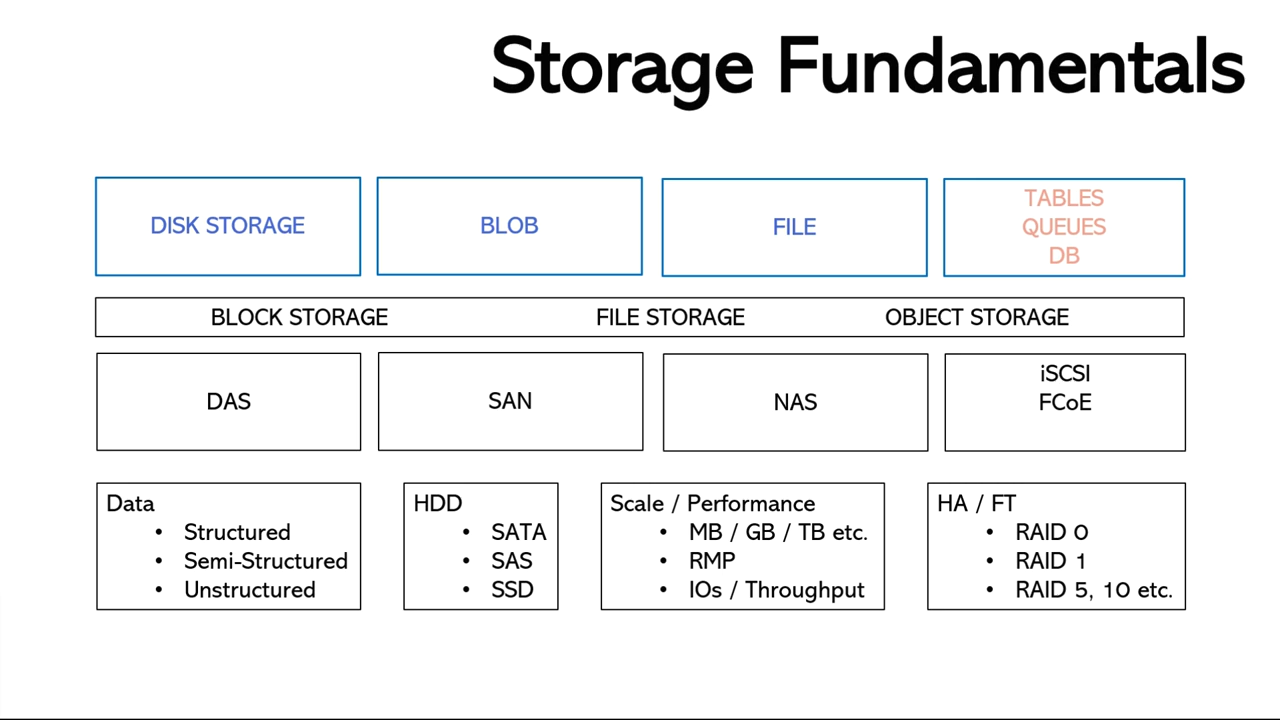 Storage Fundamentals
DISK STORAGE
BLOB
FILE
TABLES
QUEUES
DB
BLOCK STORAGE
FILE STORAGE
OBJECT STORAGE
DAS
SAN
NAS
iSCSI
FCoE
Data
• Structured
• Semi-Structured
• Unstructured
HDD
• SATA
• SAS
• SSD
Scale / Performance
• MB / GB / TB etc.
• RMP
• IOs / Throughput
HA / FT
• RAID 0
• RAID 1
• RAID 5, 10 etc.